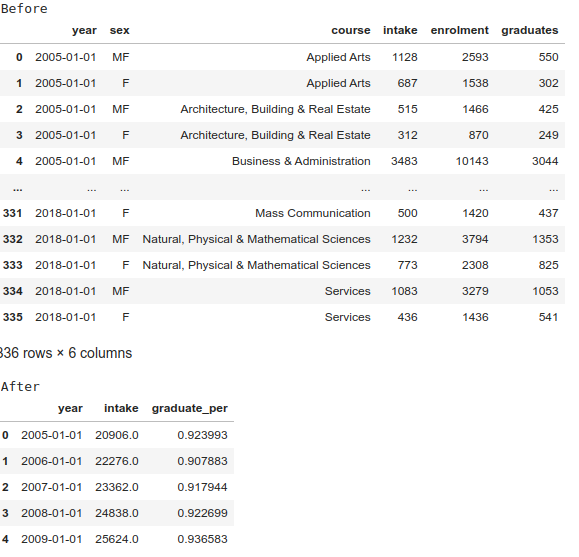 Before
year sex course intake enrolment graduates
0 2005-01-01 MF Applied Arts 1128 2593 550
1 2005-01-01 F Applied Arts 687 1538 302
2 2005-01-01 MF Architecture, Building & Real Estate 515 1466 425
3 2005-01-01 F Architecture, Building & Real Estate 312 870 249
4 2005-01-01 MF Business & Administration 3483 10143 3044
... ... ... ... ... ... ...
331 2018-01-01 F Mass Communication 500 1420 437
332 2018-01-01 MF Natural, Physical & Mathematical Sciences 1232 3794 1353
333 2018-01-01 F Natural, Physical & Mathematical Sciences 773 2308 825
334 2018-01-01 MF Services 1083 3279 1053
335 2018-01-01 F Services 436 1436 541
336 rows × 6 columns
After
year intake graduate_per
0 2005-01-01 20906.0 0.923993
1 2006-01-01 22276.0 0.907883
2 2007-01-01 23362.0 0.917944
3 2008-01-01 24838.0 0.922699
4 2009-01-01 25624.0 0.936583